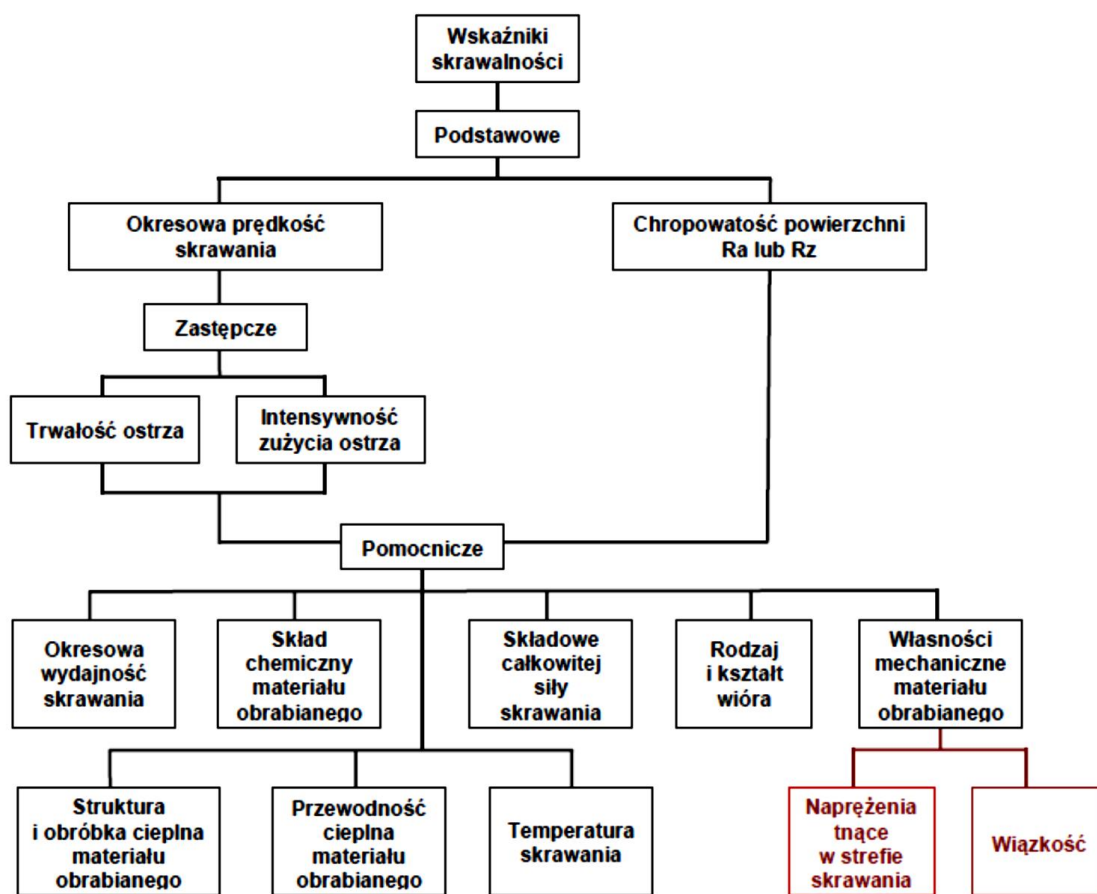 Wskaźniki
skrawalności
Podstawowe
Okresowa prędkość
skrawania
Chropowatość powierzchni
Ra lub Rz
Zastępcze
Trwałość ostrza
Intensywność
zużycia ostrza
Pomocnicze
Okresowa
wydajność
skrawania
Skład
chemiczny
materiału
obrabianego
Składowe
całkowitej
siły
skrawania
Rodzaj
i kształt
wióra
Własności
mechaniczne
materiału
obrabianego
Struktura
i obróbka cieplna
materiału
obrabianego
Przewodność
cieplna
materiału
obrabianego
Temperatura
skrawania
Naprężenia
tnące
w strefie
skrawania
Wiązkość